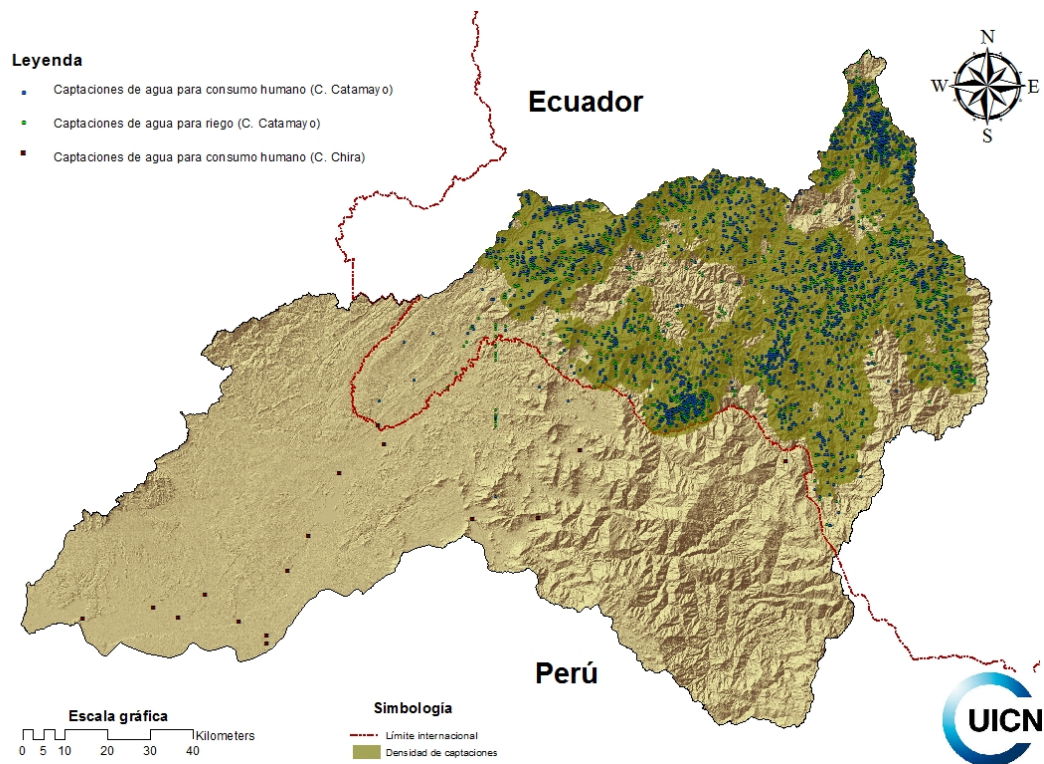 Leyenda
Captaciones de agua para consumo humano (C. Catamayo)
Captaciones de agua para riego (C. Catamayo)
Captaciones de agua para consumo humano (C. Chira)
Ecuador
N
W
E
S
Perú
Escala gráfica
Kilometers
0 5 10 20 30 40
Simbología
Límite internacional
Densidad de captaciones
UICN